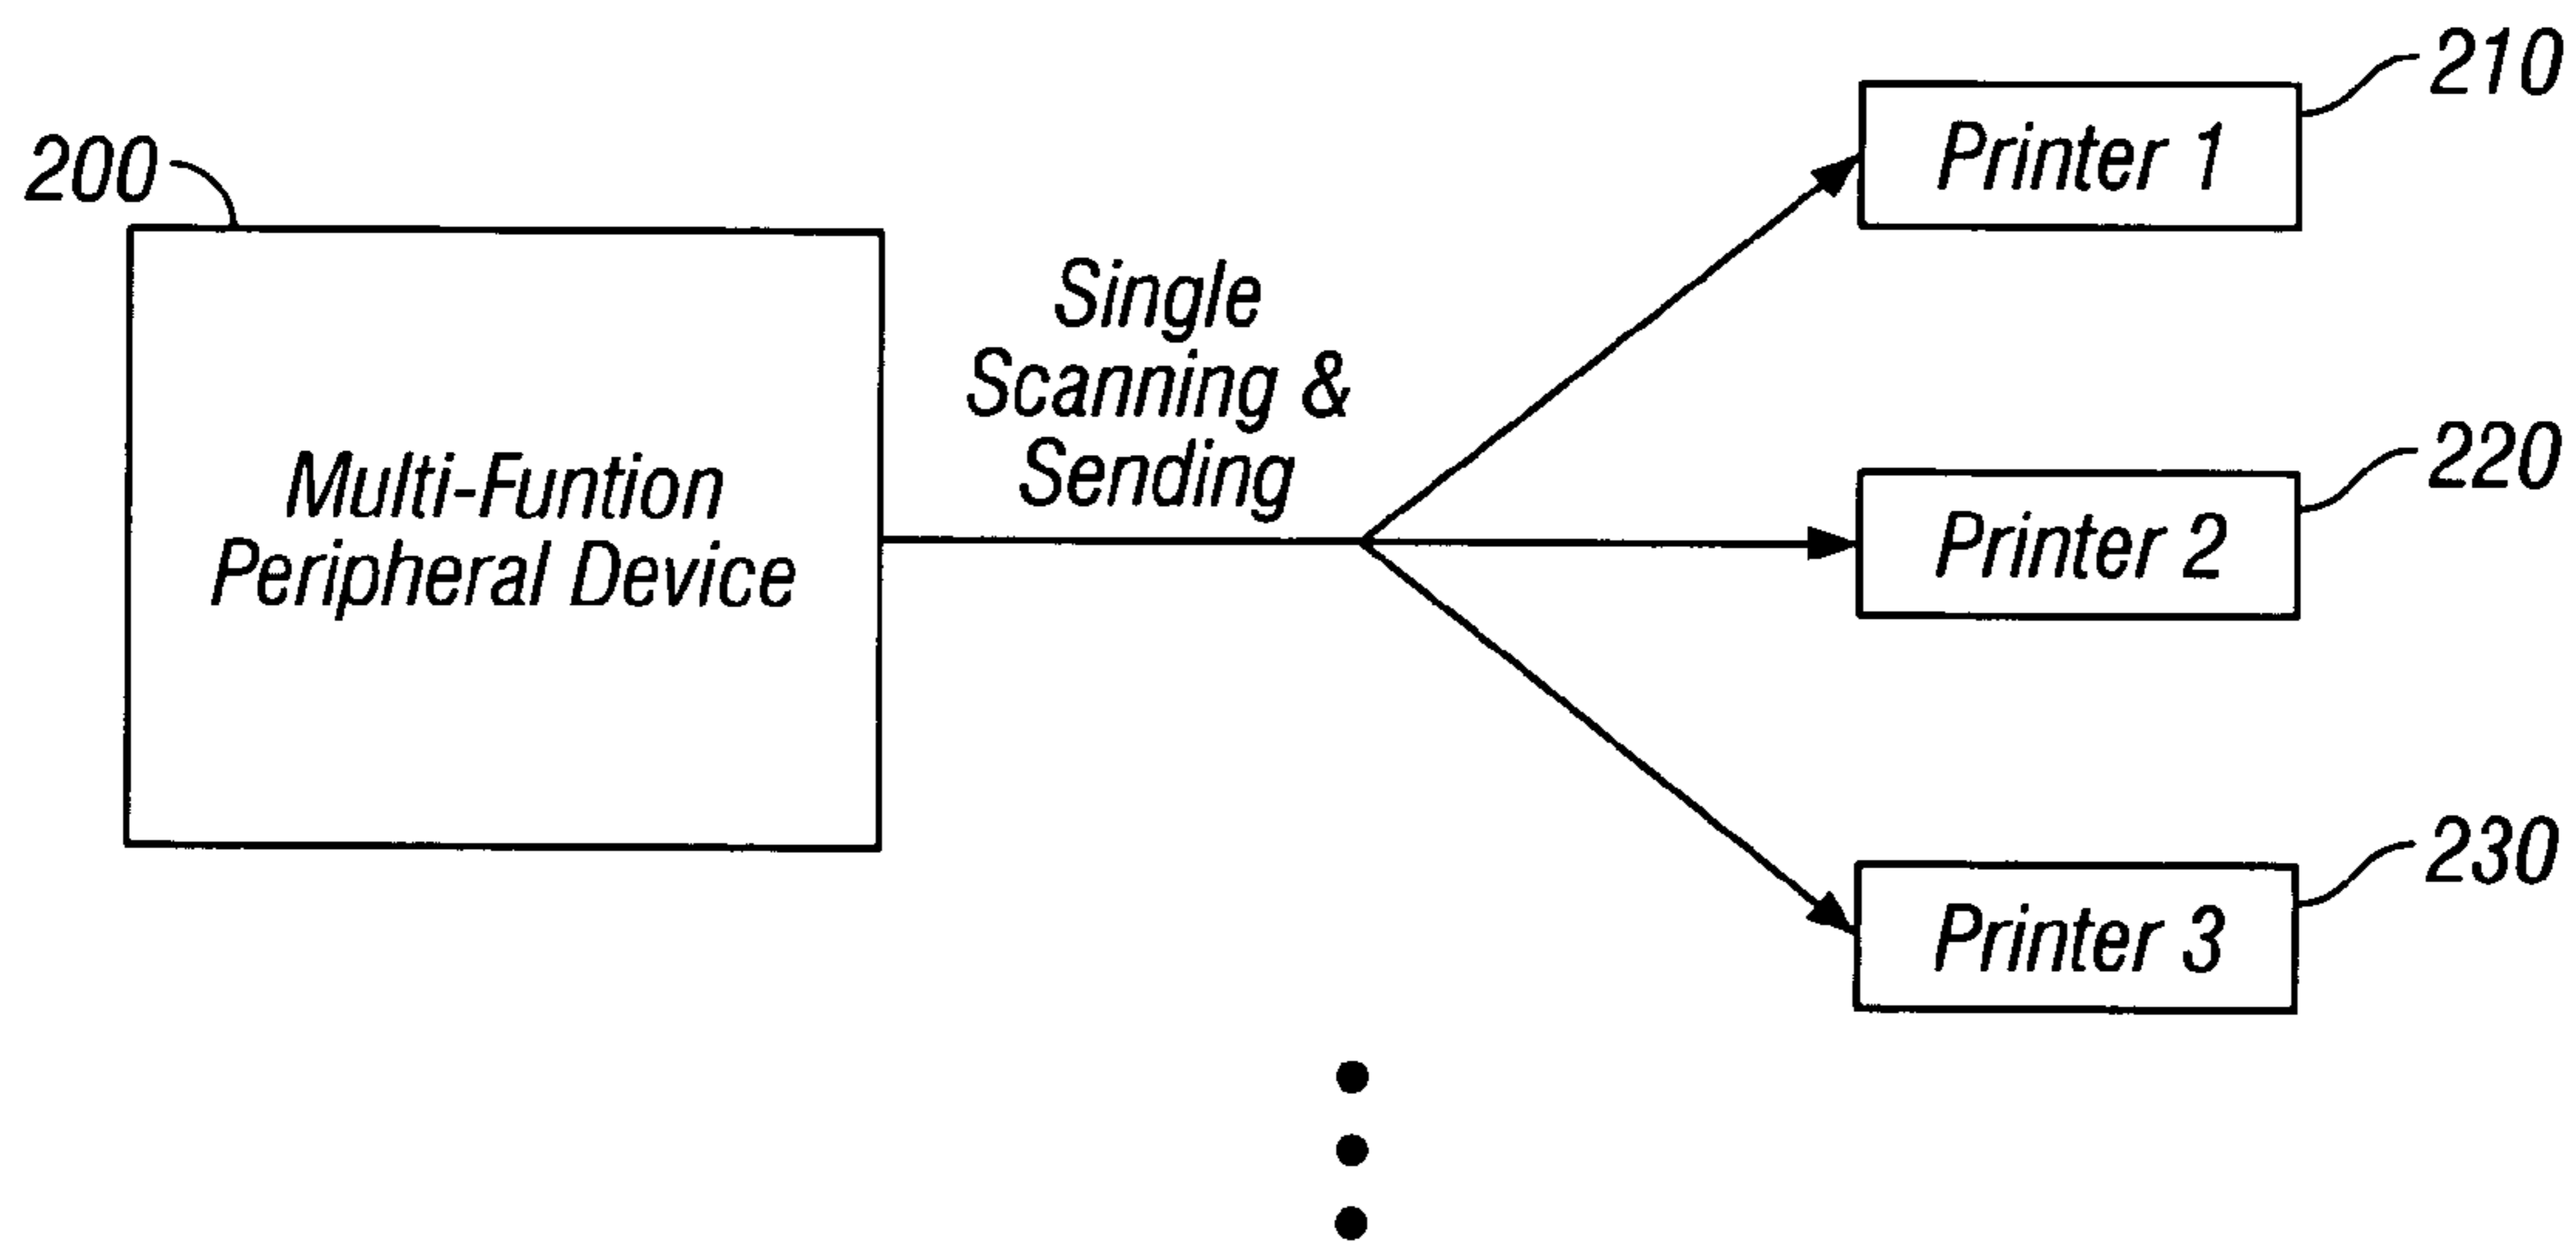 200
Multi-Funtion
Peripheral Device
Single
Scanning &
Sending
210
Printer 1
220
Printer 2
230
Printer 3